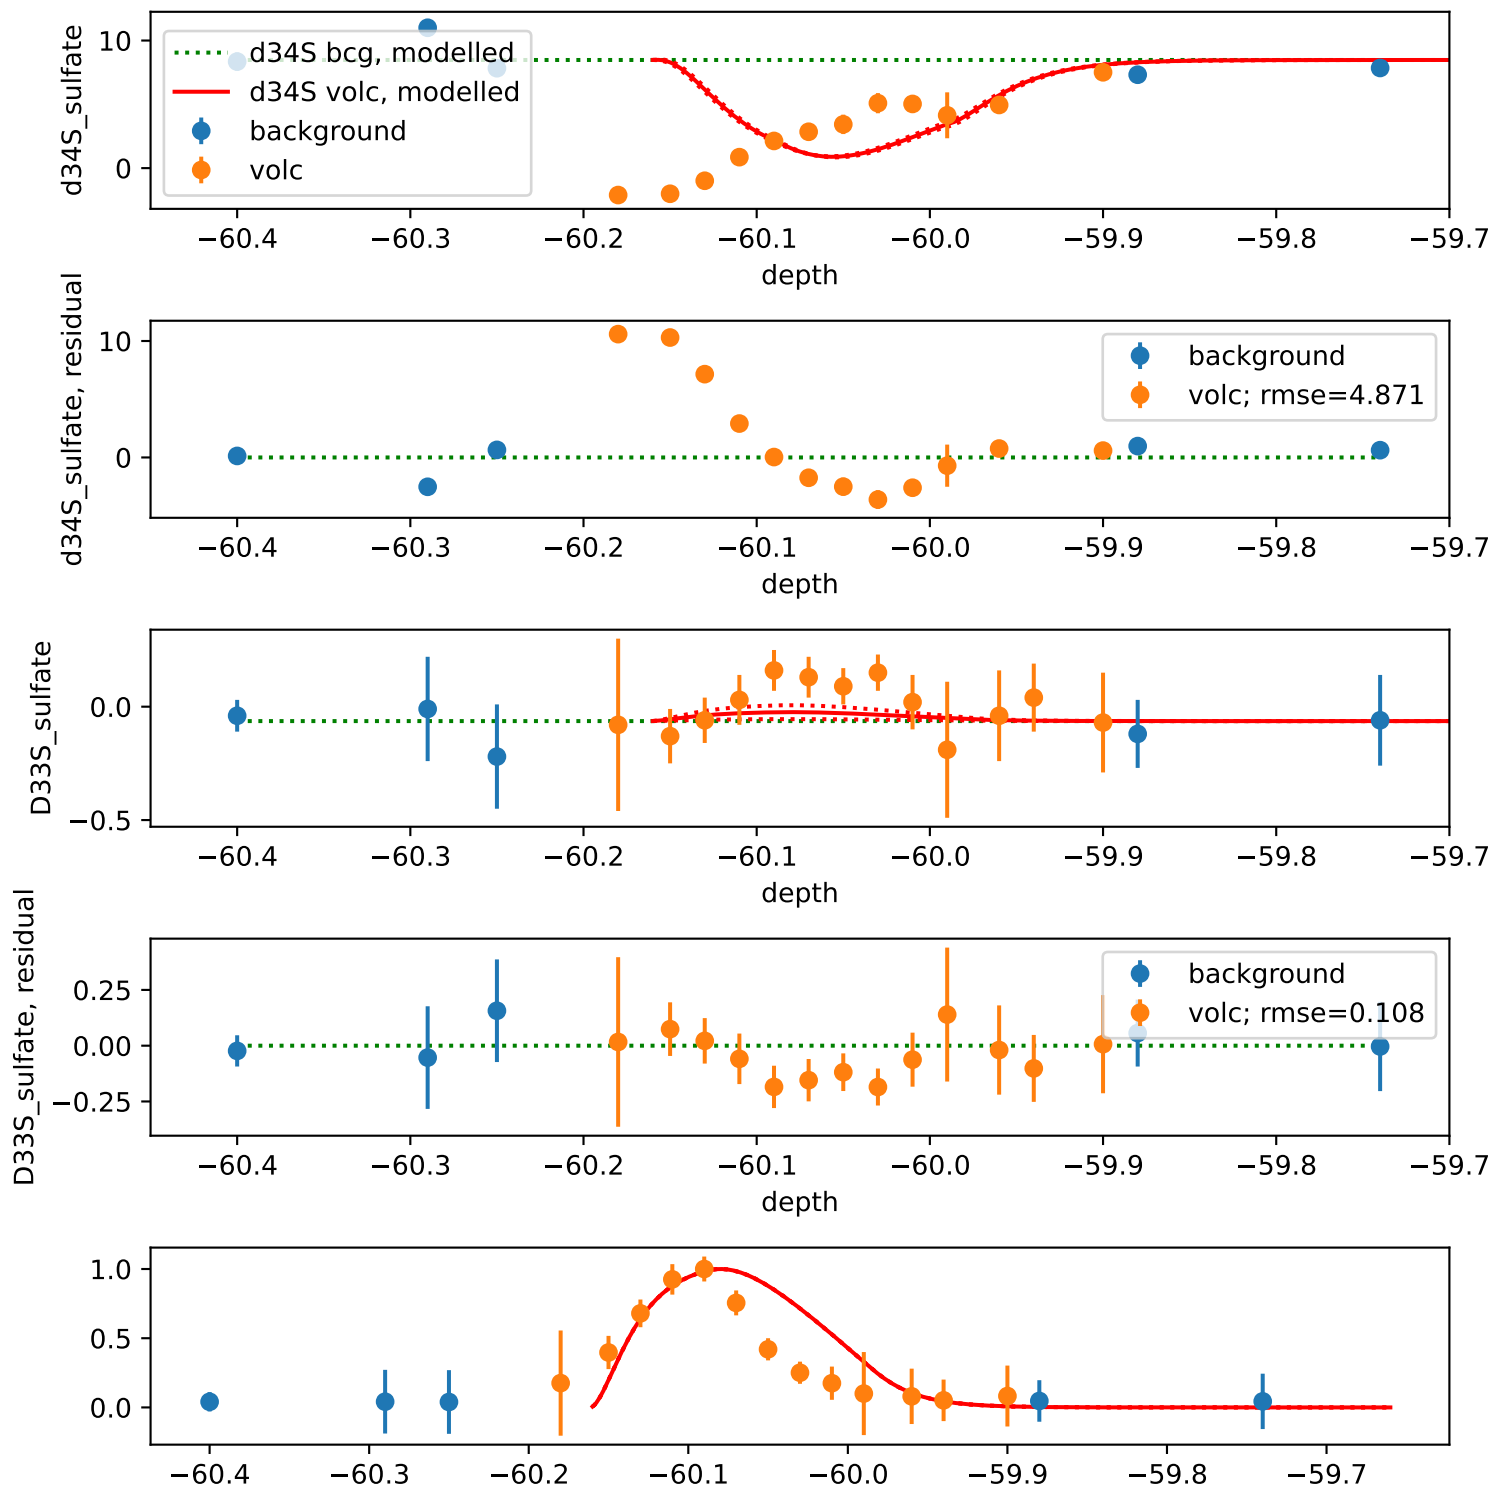 d34S_sulfate
10
0
d34S bcg, modelled
d34S volc, modelled
background
volc
−60.4 −60.3 −60.2 −60.1 −60.0 −59.9 −59.8 −59.7
depth
d34S_sulfate, residual
10
0
background
volc; rmse=4.871
−60.4 −60.3 −60.2 −60.1 −60.0 −59.9 −59.8 −59.7
depth
D33S_sulfate
0.0
−0.5
−60.4 −60.3 −60.2 −60.1 −60.0 −59.9 −59.8 −59.7
depth
D33S_sulfate, residual
0.25
0.00
−0.25
background
volc; rmse=0.108
−60.4 −60.3 −60.2 −60.1 −60.0 −59.9 −59.8 −59.7
depth
1.0
0.5
0.0
−60.4 −60.3 −60.2 −60.1 −60.0 −59.9 −59.8 −59.7